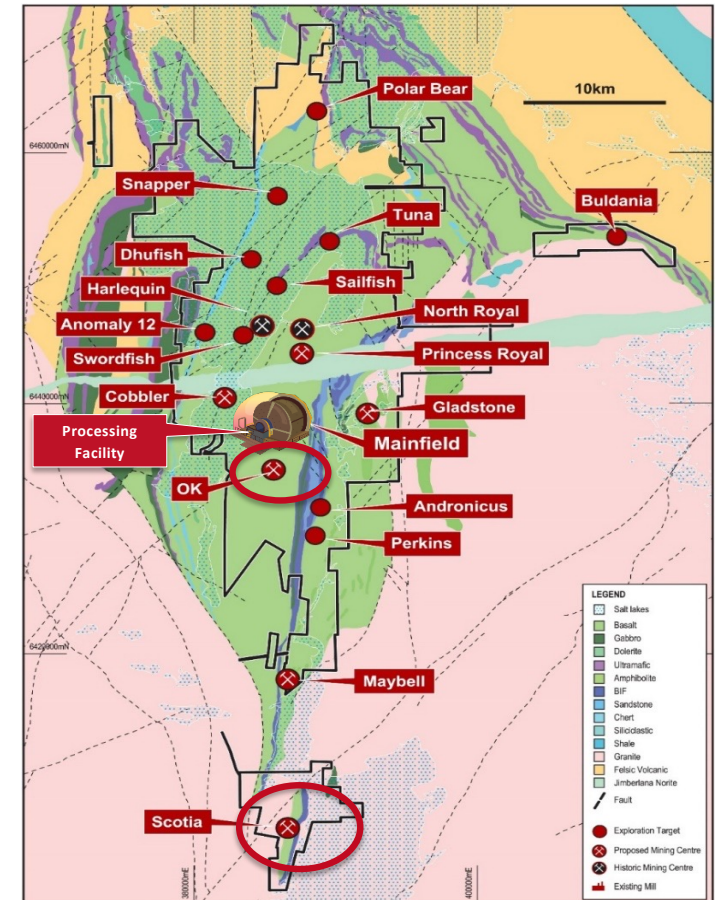 Polar Bear
10km
6460000mN
Snapper
Buldania
Tuna
Dhufish
Harlequin
Sailfish
Anomaly 12
North Royal
Swordfish
Princess Royal
Cobbler
6440000mN
Gladstone
Processing
Facility
Mainfield
OK
Andronicus
Perkins
6420000mN
Maybell
Scotia
380000mE
400000mE
LEGEND
Salt lakes
Basalt
Gabbro
Dolerite
Ultramafic
Amphibolite
BIF
Sandstone
Chert
Siliciclastic
Shale
Granite
Felsic Volcanic
Jimberlana Norite
Fault
Exploration Target
Proposed Mining Centre
Historic Mining Centre
Existing Mill